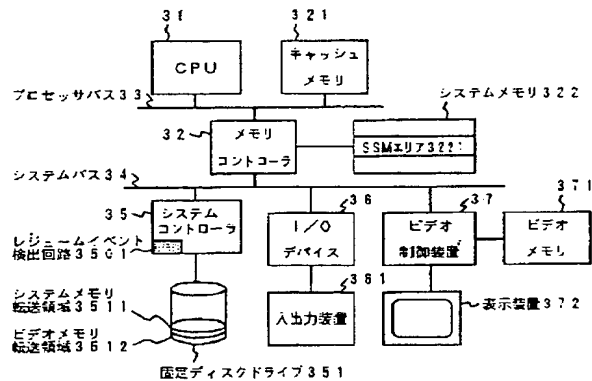 31
321
CPU
キャッシュ
メモリ
プロセッサバス33
システムメモリ322
32
メモリ
コントローラ
SSMエリア3221
システムバス34
35
システム
コントローラ
36
I/O
デバイス
37
ビデオ
制御装置
371
ビデオ
メモリ
レジュームイベント
検出回路3501
361
システムメモリ
転送領域3511
入出力装置
表示装置372
ビデオメモリ
転送領域3512
固定ディスクドライブ351